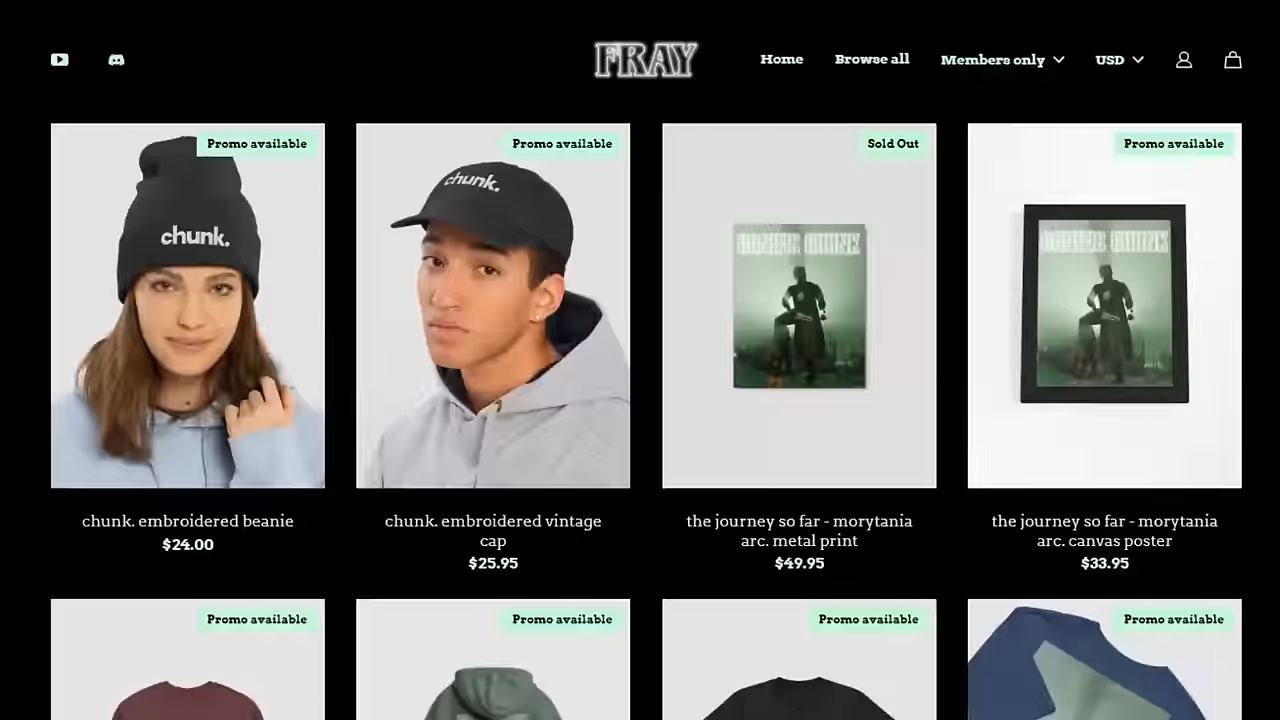 FRAY
Home
Browse all
Members only
USD
Promo available
Promo available
Sold Out
Promo available
chunk.
chunk.
chunk. embroidered beanie
$24.00
chunk. embroidered vintage
cap
$25.95
the journey so far - morytania
arc. metal print
$49.95
the journey so far - morytania
arc. canvas poster
$33.95
Promo available
Promo available
Promo available
Promo available